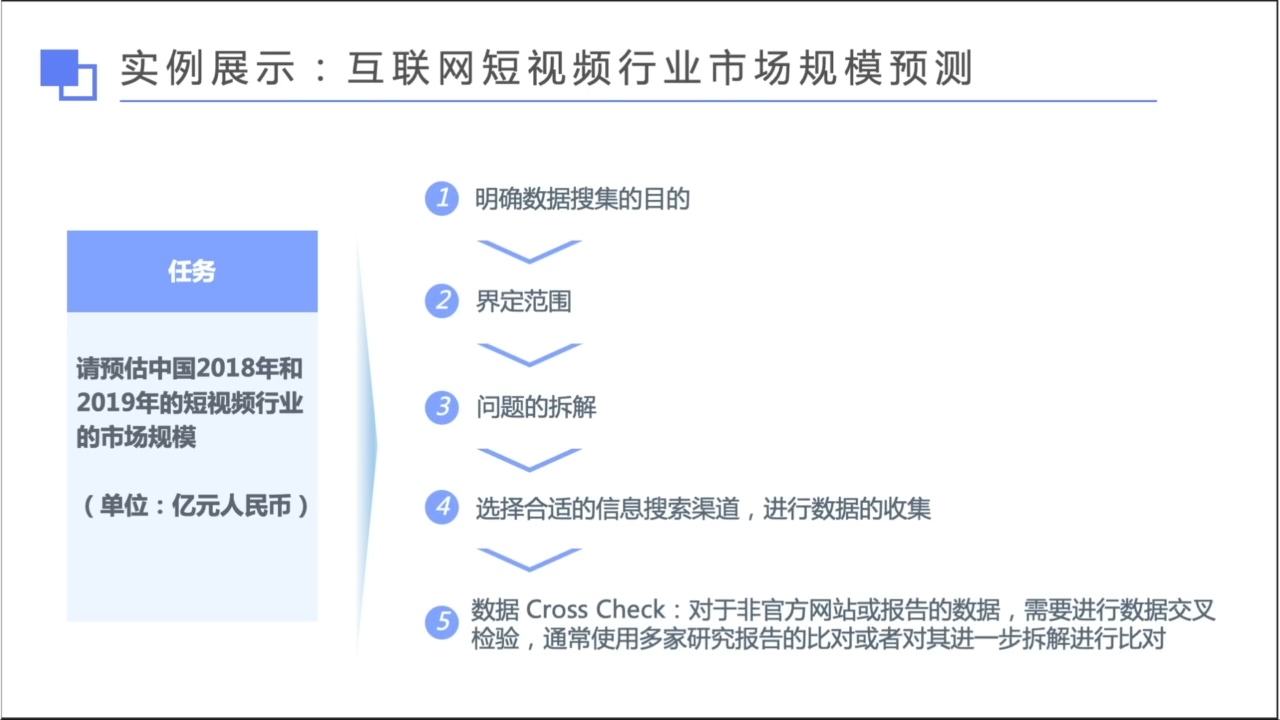 实例展示：互联网短视频行业市场规模预测
任务
请预估中国2018年和
2019年的短视频行业
的市场规模
（单位：亿元人民币）
1 明确数据搜集的目的
2 界定范围
3 问题的拆解
4 选择合适的信息搜索渠道，进行数据的收集
5 数据 Cross Check：对于非官方网站或报告的数据，需要进行数据交叉
检验，通常使用多家研究报告的比对或者对其进一步拆解进行比对